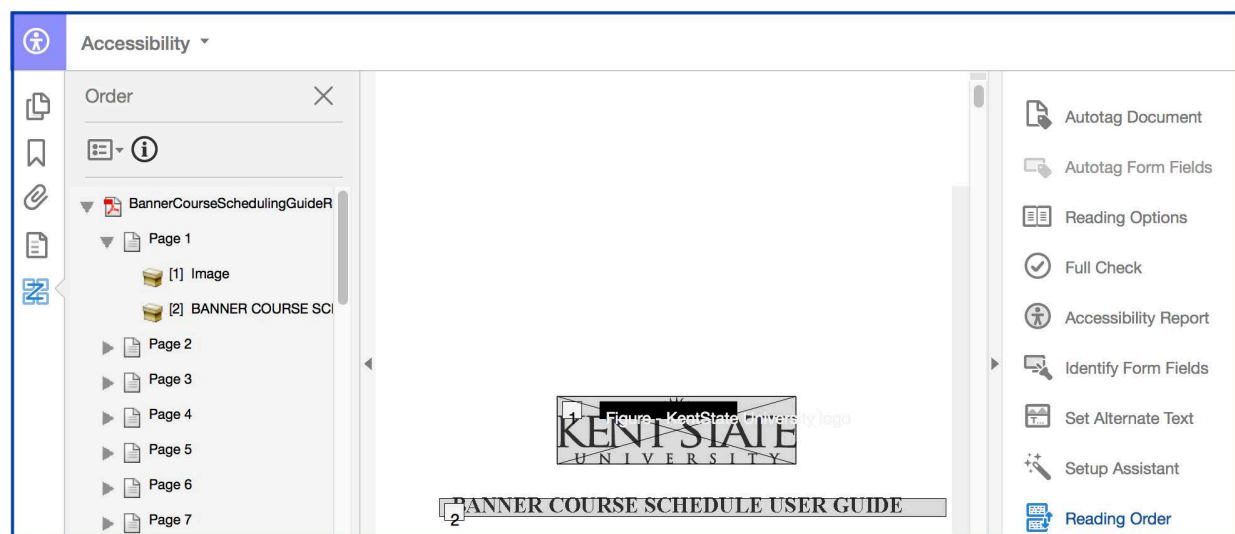 Accessibility
Order
BannerCourseSchedulingGuideR
Page 1
[1] Image
[2] BANNER COURSE SCI
Page 2
Page 3
Page 4
Page 5
Page 6
Page 7
1 Figure - KentState University logo
KENT STATE
UNIVERSITY
BANNER COURSE SCHEDULE USER GUIDE
2
Autotag Document
Autotag Form Fields
Reading Options
Full Check
Accessibility Report
Identify Form Fields
Set Alternate Text
Setup Assistant
Reading Order